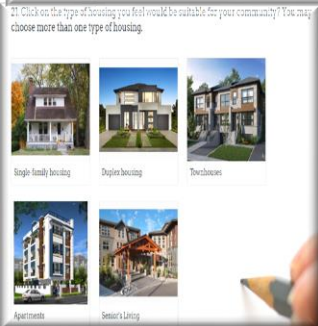 21. Click on the type of housing you feel would be suitable for your community? You may
choose more than one type of housing.
Single-family housing
Duplex housing
Townhouses
Apartments
Senior's Living